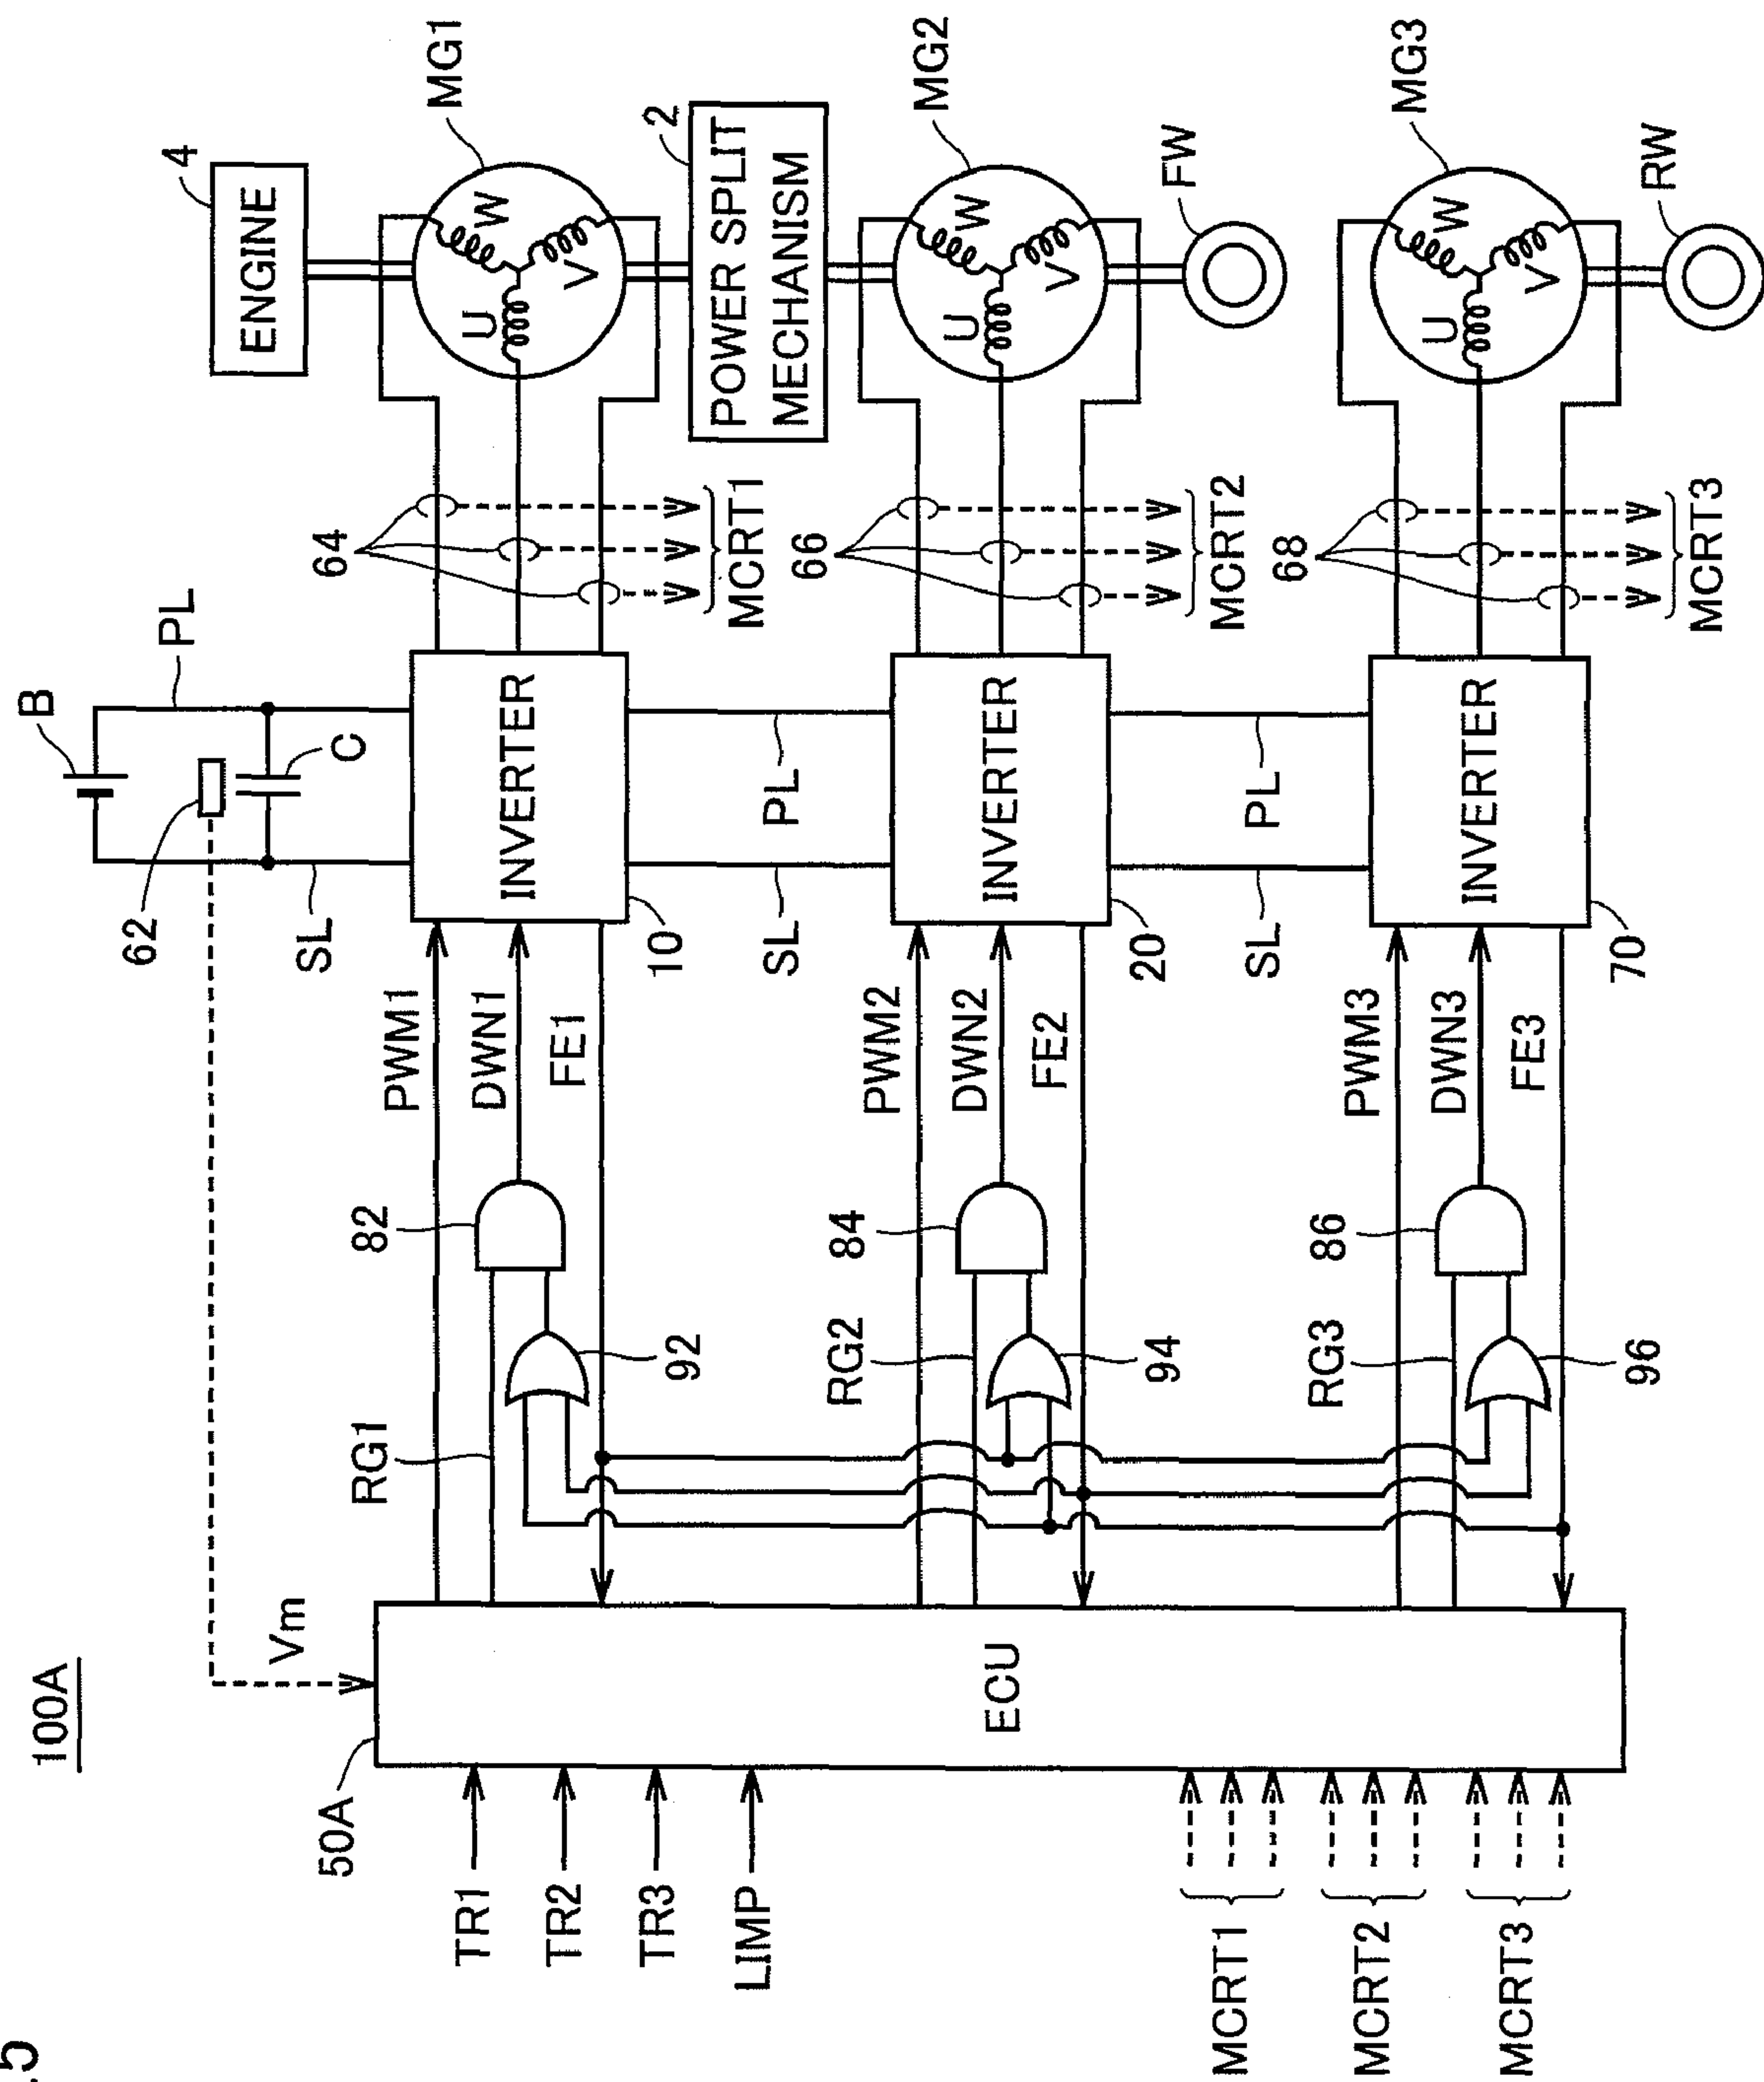 100A
B
PL
62
SL
C
4
ENGINE
MG1
U
V
W
64
MCRT1
INVERTER
10
PWM1
DWN1
FE1
82
92
RG1
Vm
50A
ECU
TR1
TR2
TR3
LIMP
2
POWER SPLIT
MECHANISM
PL
SL
MG2
U
V
W
FW
66
MCRT2
INVERTER
20
PWM2
DWN2
FE2
84
94
RG2
PL
SL
MG3
U
V
W
RW
68
MCRT3
INVERTER
70
PWM3
DWN3
FE3
86
96
RG3
MCRT1
MCRT2
MCRT3